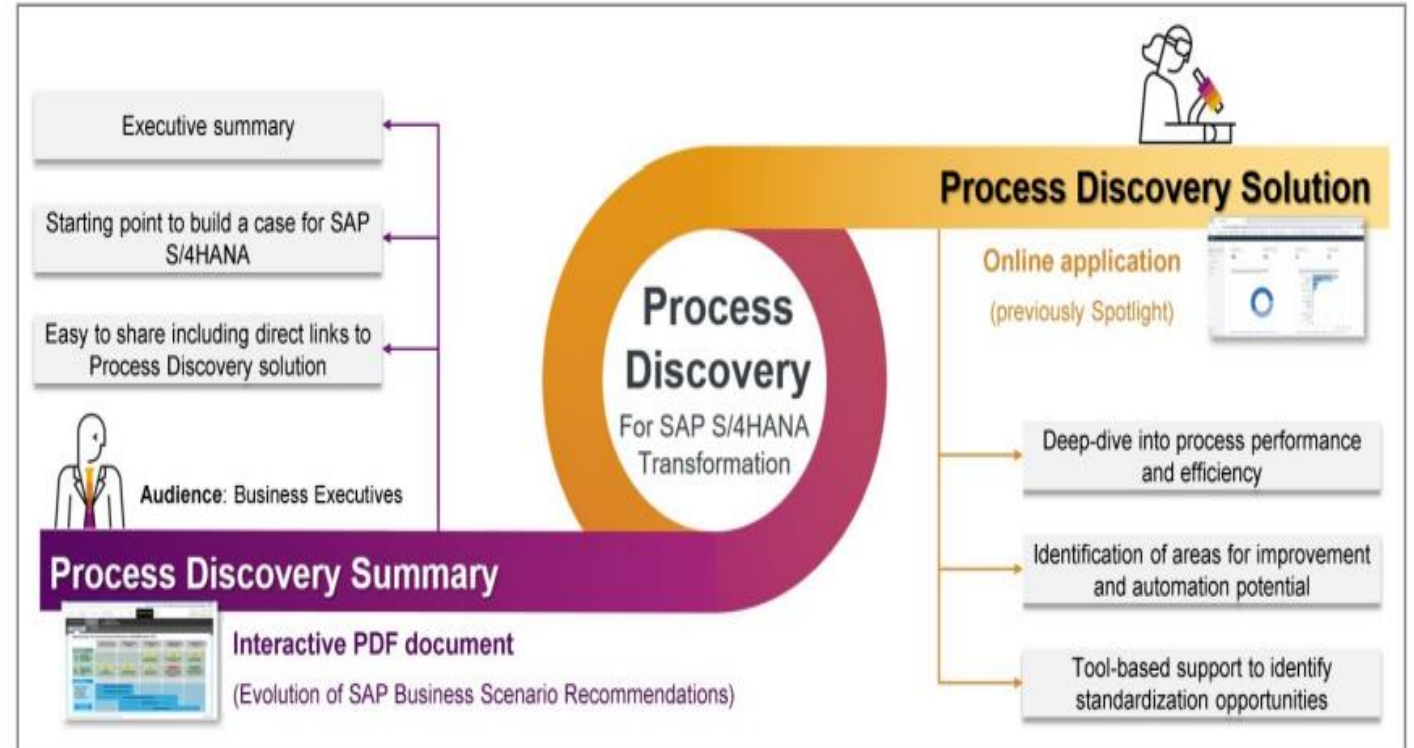 Executive summary
Starting point to build a case for SAP
S/4HANA
Easy to share including direct links to
Process Discovery solution
Audience: Business Executives
Process Discovery Summary
Interactive PDF document
(Evolution of SAP Business Scenario Recommendations)
Process
Discovery
For SAP S/4HANA
Transformation
Process Discovery Solution
Online application
(previously Spotlight)
Deep-dive into process performance
and efficiency
Identification of areas for improvement
and automation potential
Tool-based support to identify
standardization opportunities